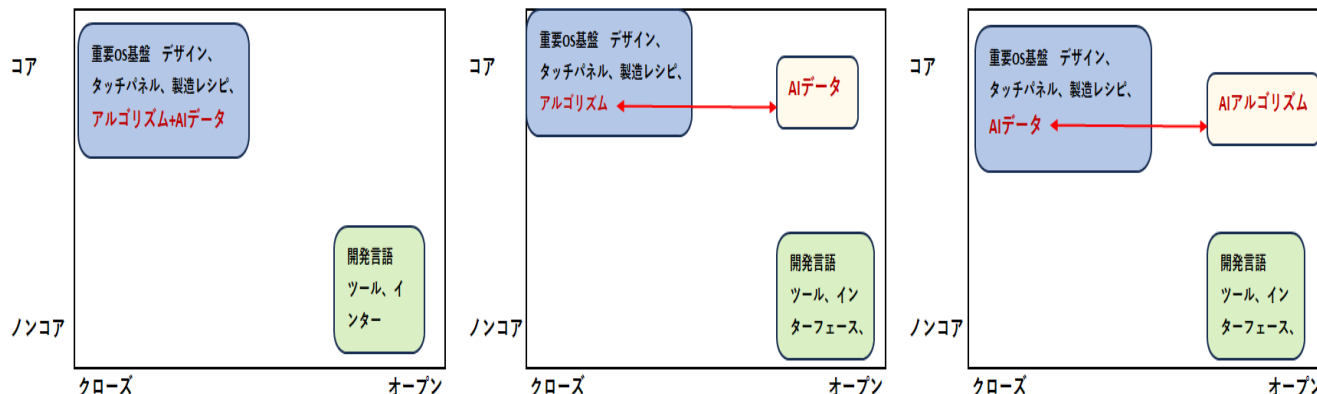 コア
重要OS基盤 デザイン、
タッチパネル、製造レシピ、
アルゴリズム+AIデータ
開発言語
ツール、イ
ンター
ノンコア
クローズ
オープン
コア
重要OS基盤 デザイン、
タッチパネル、製造レシピ、
アルゴリズム
AIデータ
開発言語
ツール、イン
ターフェース、
ノンコア
クローズ
オープン
コア
重要OS基盤 デザイン、
タッチパネル、製造レシピ、
AIデータ
AIアルゴリズム
開発言語
ツール、イン
ターフェース、
ノンコア
クローズ
オープン